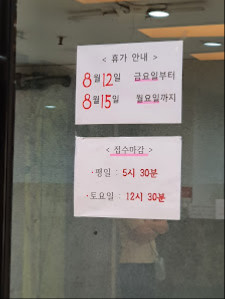 < 휴가 안내 >
8월12일 금요일부터
8월15일 월요일까지
< 접수마감 >
·평일 : 5시 30분
·토요일 : 12시 30분